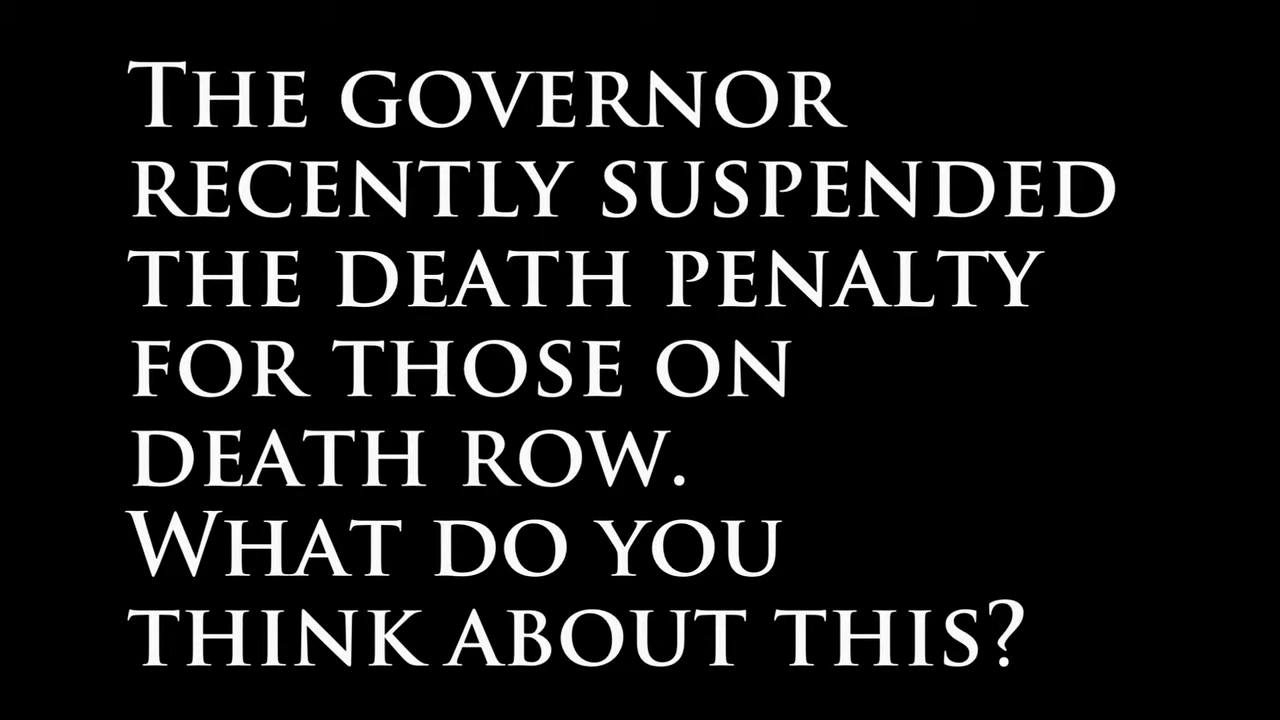 The governor
recently suspended
the death penalty
for those on
death row.
What do you
think about this?